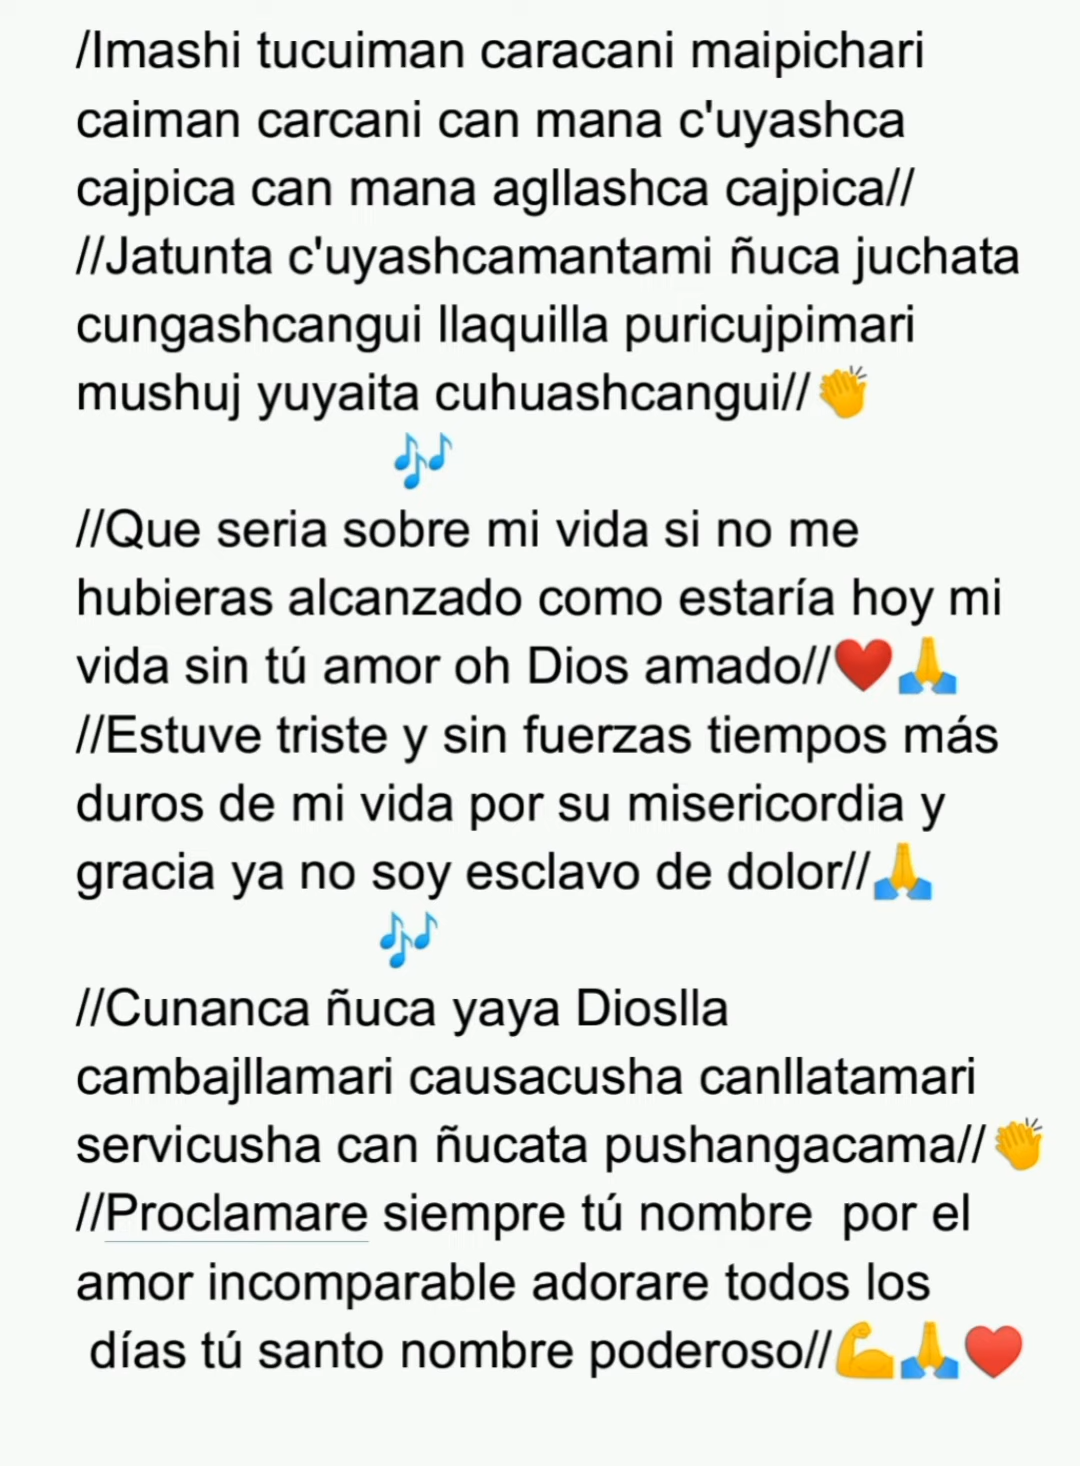 /Imashi tucuiman caracani maipichari
caiman carcani can mana c'uyashca
cajpica can mana agllashca cajpica//
//Jatunta c'uyashcamantami ñuca juchata
cungashcangui llaquilla puricujpimari
mushuj yuyaita cuhuashcangui//👏
🎶
//Que seria sobre mi vida si no me
hubieras alcanzado como estaría hoy mi
vida sin tú amor oh Dios amado//❤️🙏
//Estuve triste y sin fuerzas tiempos más
duros de mi vida por su misericordia y
gracia ya no soy esclavo de dolor//🙏
🎶
//Cunanca ñuca yaya Dioslla
cambajllamari causacusha canllatamari
servicusha can ñucata pushangacama//👏
//Proclamare siempre tú nombre  por el
amor incomparable adorare todos los
días tú santo nombre poderoso//💪🙏♥️